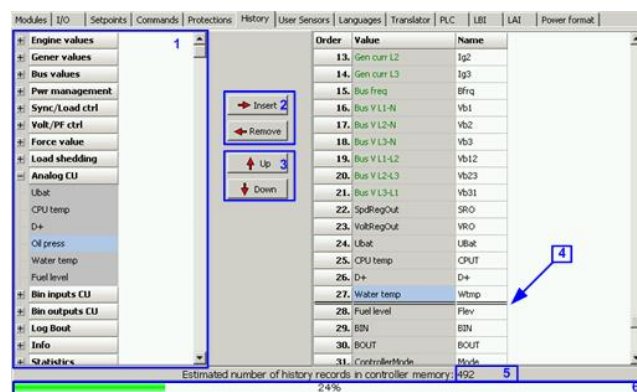 Modules I/O Setpoints Commands Protections History User Sensors Languages Translator PLC LBI LAI Power format
Engine values
Gener values
Bus values
Pwr management
Sync/Load ctrl
Volt/PF ctrl
Force value
Load shedding
Analog CU
Ubat
CPU temp
D+
Oil press
Water temp
Fuel level
Bin inputs CU
Bin outputs CU
Log Bout
Info
Statistics
1
Insert 2
Remove
Up 3
Down
Order Value Name
13. Gen curr L2 Ig2
14. Gen curr L3 Ig3
15. Bus freq Bfrq
16. Bus V L1-N Vb1
17. Bus V L2-N Vb2
18. Bus V L3-N Vb3
19. Bus V L1-L2 Vb12
20. Bus V L2-L3 Vb23
21. Bus V L3-L1 Vb31
22. SpdRegOut SRO
23. VoltRegOut VRO
24. Ubat UBat
25. CPU temp CPUT
26. D+ D+
27. Water temp Wtmp
28. Fuel level Flev
29. BIN BIN
30. BOUT BOUT
31. ControllerMode Mode
4
Estimated number of history records in controller memory: 492 5
24% 6